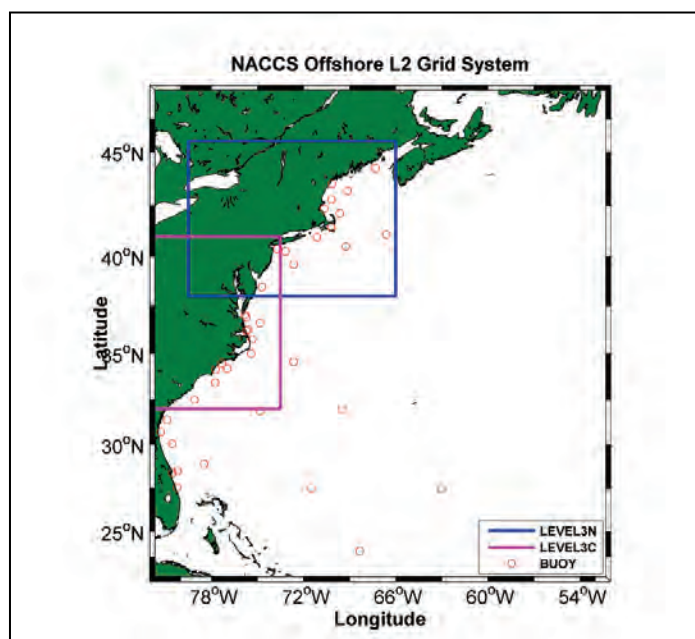 NACCS Offshore L2 Grid System
45°N
40°N
35°N
30°N
25°N
Latitude
78°W 72°W 66°W 60°W 54°W
Longitude
LEVEL3N
LEVEL3C
BUOY